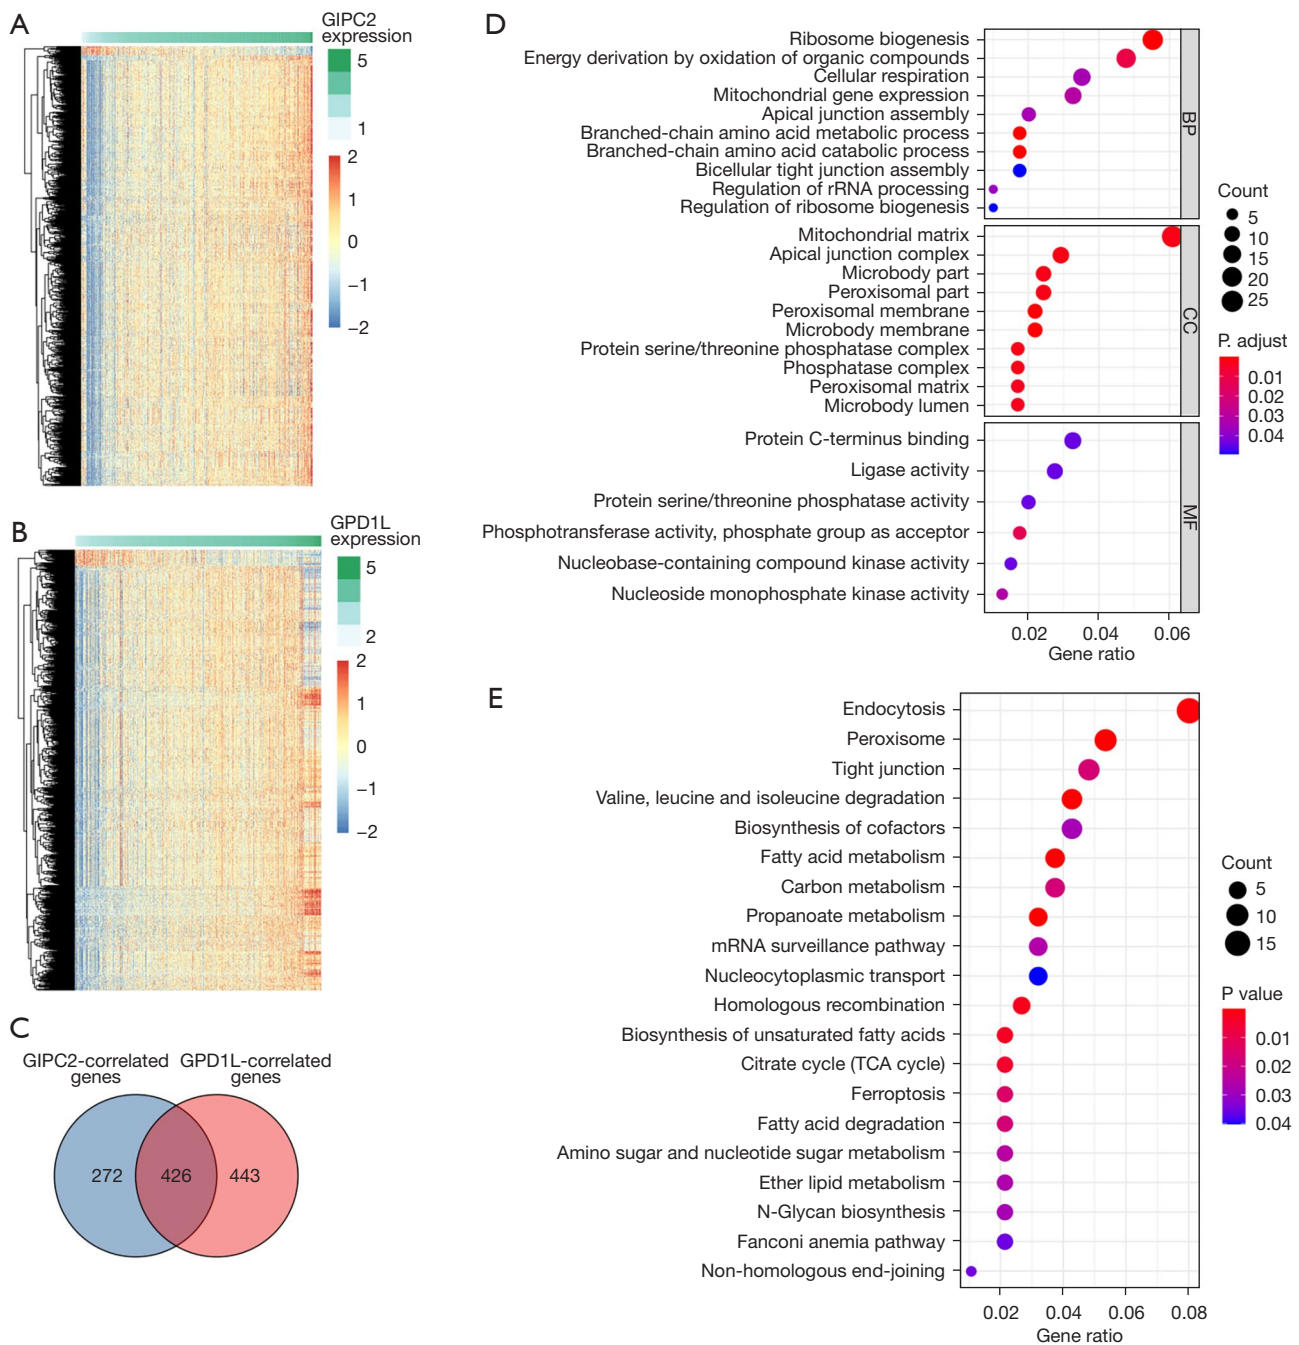 A
GIPC2
expression
5
1
2
1
0
−1
−2
B
GPD1L
expression
5
2
2
1
0
−1
−2
C
GIPC2-correlated
genes
GPD1L-correlated
genes
272
426
443
D
Ribosome biogenesis
Energy derivation by oxidation of organic compounds
Cellular respiration
Mitochondrial gene expression
Apical junction assembly
Branched-chain amino acid metabolic process
Branched-chain amino acid catabolic process
Bicellular tight junction assembly
Regulation of rRNA processing
Regulation of ribosome biogenesis
BP
Mitochondrial matrix
Apical junction complex
Microbody part
Peroxisomal part
Peroxisomal membrane
Microbody membrane
Protein serine/threonine phosphatase complex
Phosphatase complex
Peroxisomal matrix
Microbody lumen
CC
Protein C-terminus binding
Ligase activity
Protein serine/threonine phosphatase activity
Phosphotransferase activity, phosphate group as acceptor
Nucleobase-containing compound kinase activity
Nucleoside monophosphate kinase activity
MF
0.02 0.04 0.06
Gene ratio
Count
5
10
15
20
25
P. adjust
0.01
0.02
0.03
0.04
E
Endocytosis
Peroxisome
Tight junction
Valine, leucine and isoleucine degradation
Biosynthesis of cofactors
Fatty acid metabolism
Carbon metabolism
Propanoate metabolism
mRNA surveillance pathway
Nucleocytoplasmic transport
Homologous recombination
Biosynthesis of unsaturated fatty acids
Citrate cycle (TCA cycle)
Ferroptosis
Fatty acid degradation
Amino sugar and nucleotide sugar metabolism
Ether lipid metabolism
N-Glycan biosynthesis
Fanconi anemia pathway
Non-homologous end-joining
0.02 0.04 0.06 0.08
Gene ratio
Count
5
10
15
P value
0.01
0.02
0.03
0.04